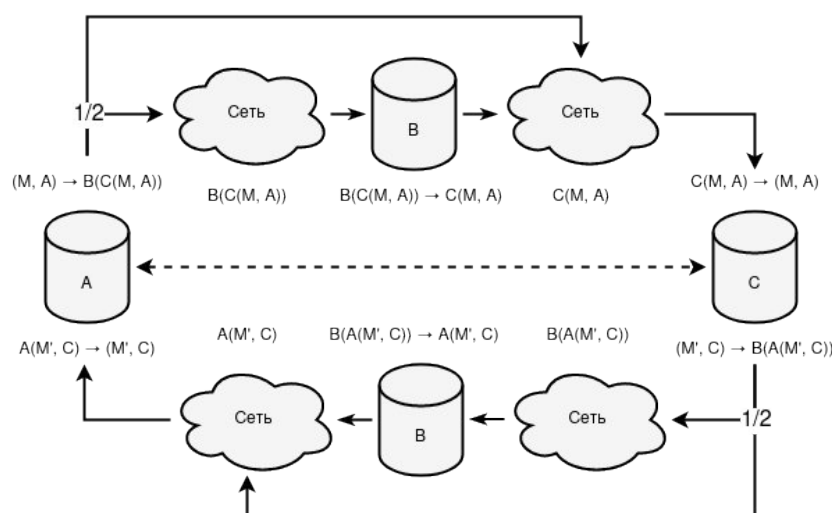 Сеть
Сеть
1/2
B
(M, A) → B(C(M, A))
B(C(M, A))
B(C(M, A)) → C(M, A)
C(M, A)
C(M, A) → (M, A)
A
C
A(M', C) → (M', C)
A(M', C)
B(A(M', C)) → A(M', C)
B(A(M', C))
(M', C) → B(A(M', C))
Сеть
B
Сеть
1/2